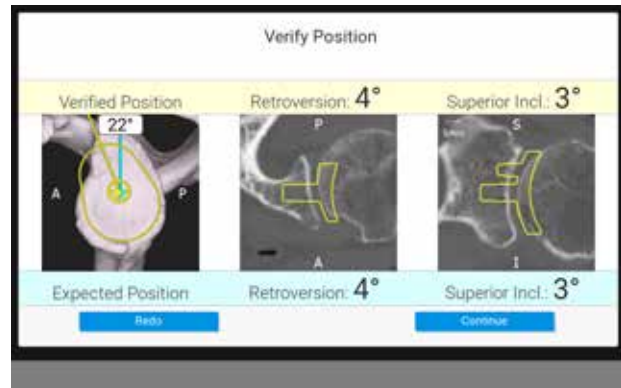 Verify Position
Verified Position Retroversion: 4° Superior Incl.: 3°
22° P S
A P
A I
Expected Position Retroversion: 4° Superior Incl.: 3°
Redo Continue